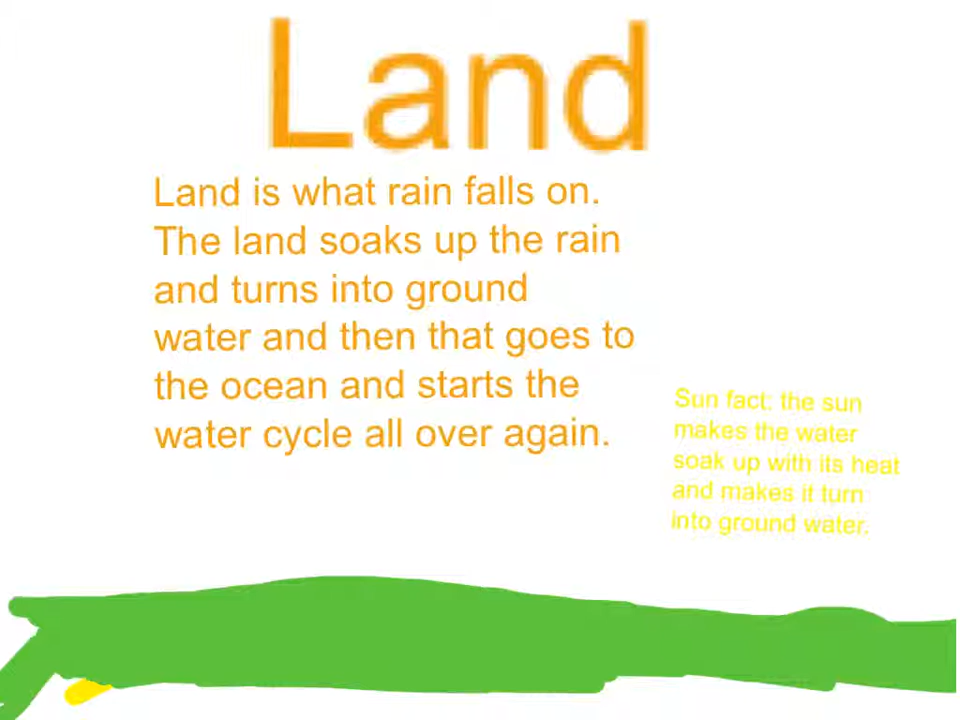 Land
Land is what rain falls on.
The land soaks up the rain
and turns into ground
water and then that goes to
the ocean and starts the
water cycle all over again.
Sun fact: the sun
makes the water
soak up with its heat
and makes it turn
into ground water.